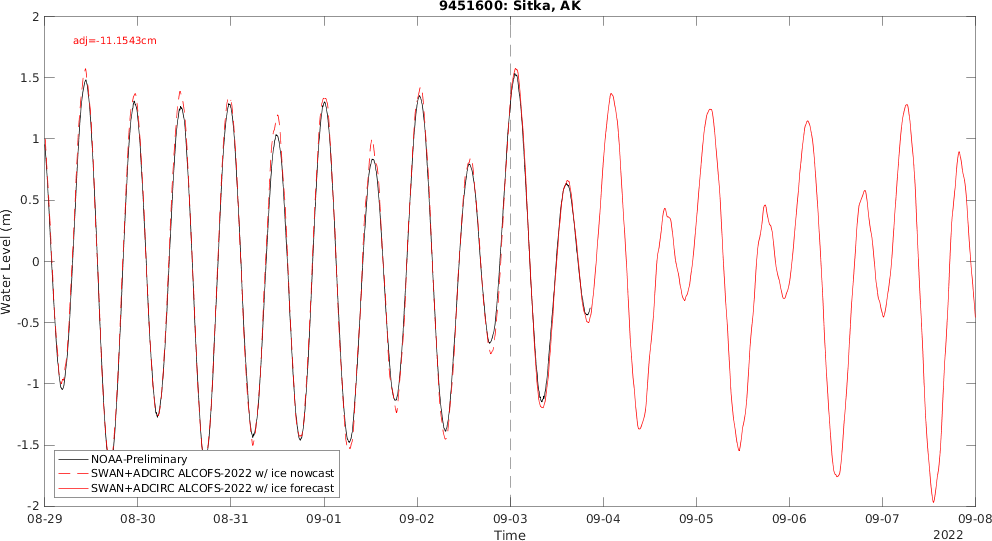 9451600: Sitka, AK
adj=-11.1543cm
Water Level (m)
2
1.5
1
0.5
0
-0.5
-1
-1.5
-2
NOAA-Preliminary
SWAN+ADCIRC ALCOFS-2022 w/ ice nowcast
SWAN+ADCIRC ALCOFS-2022 w/ ice forecast
08-29 08-30 08-31 09-01 09-02 09-03 09-04 09-05 09-06 09-07 09-08
Time
2022